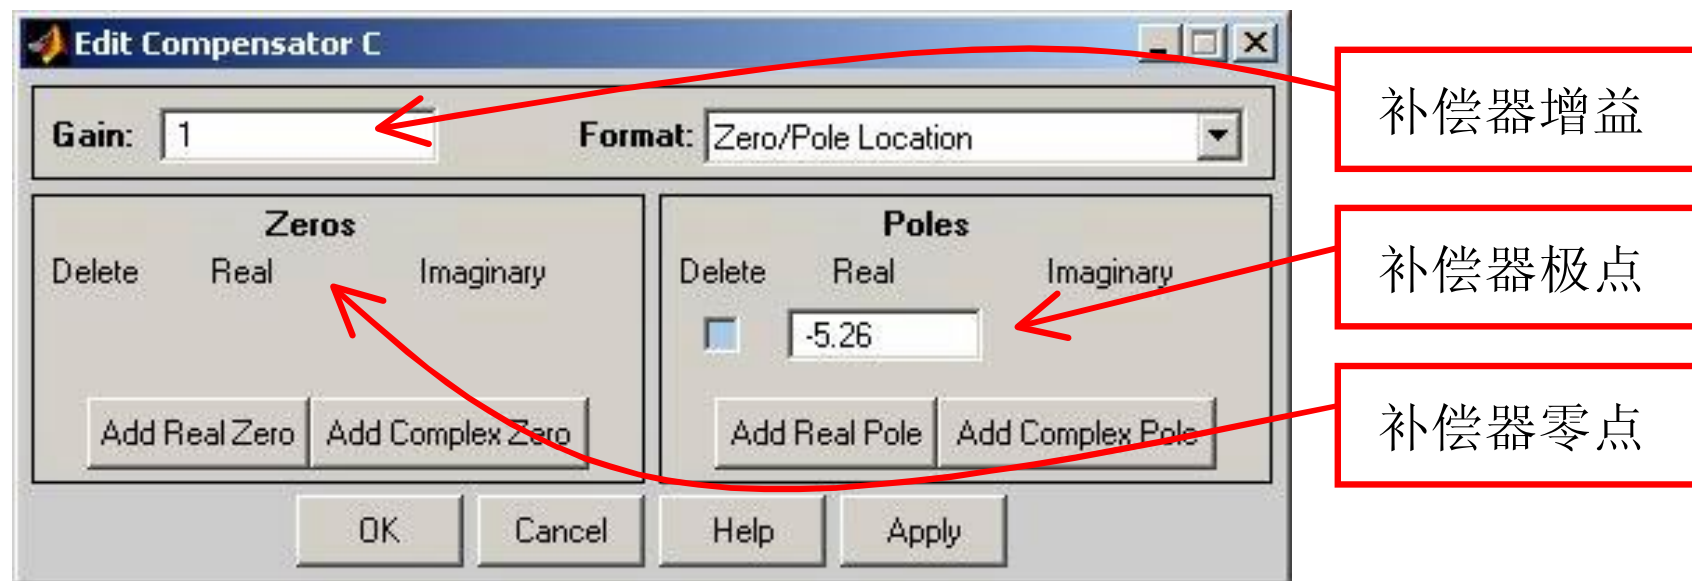 Edit Compensator C
Gain: 1 Format: Zero/Pole Location
补偿器增益
Zeros Poles
Delete Real Imaginary Delete Real Imaginary
补偿器极点
-5.26
Add Real Zero Add Complex Zero Add Real Pole Add Complex Pole
补偿器零点
OK Cancel Help Apply